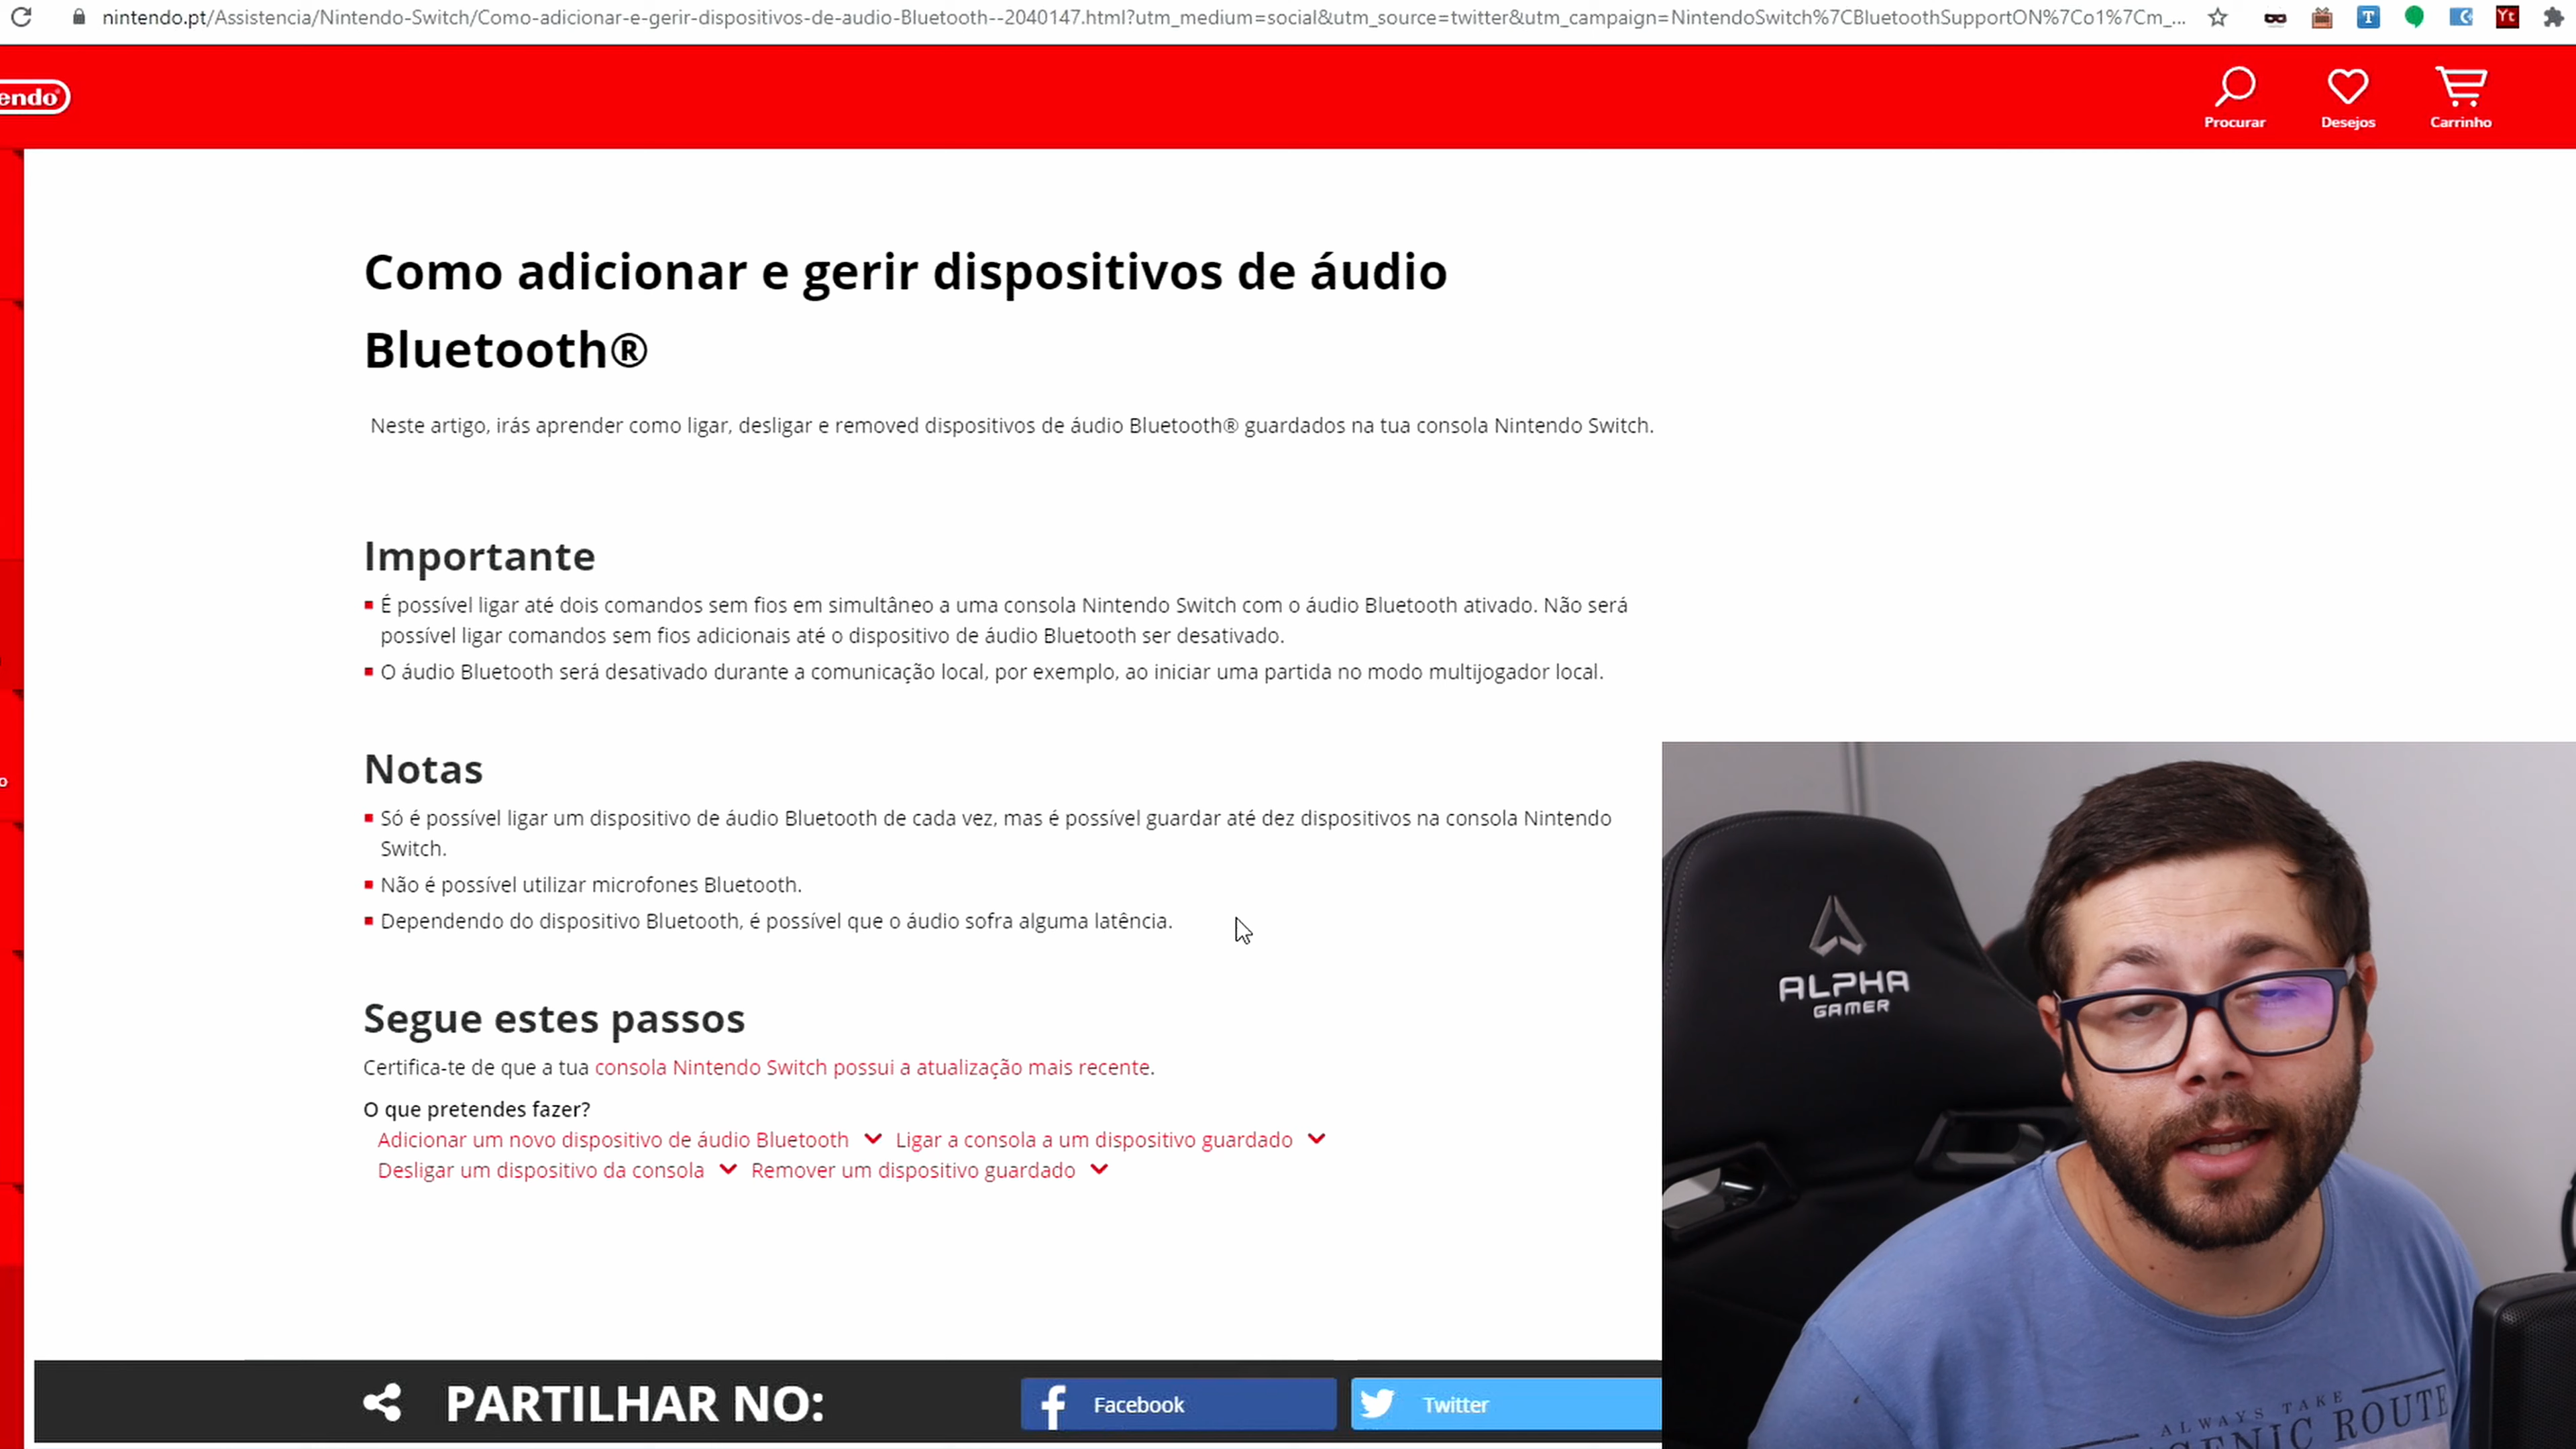 nintendo.pt/Assistencia/Nintendo-Switch/Como-adicionar-e-gerir-dispositivos-de-audio-Bluetooth--2040147.html?utm_medium=social&utm_source=twitter&utm_campaign=NintendoSwitch%7CBluetoothSupportON%7Co1%7Cm_...
T
Yt
endo
Procurar
Desejos
Carrinho
Como adicionar e gerir dispositivos de áudio
Bluetooth®
Neste artigo, irás aprender como ligar, desligar e removed dispositivos de áudio Bluetooth® guardados na tua consola Nintendo Switch.
Importante
É possível ligar até dois comandos sem fios em simultâneo a uma consola Nintendo Switch com o áudio Bluetooth ativado. Não será
possível ligar comandos sem fios adicionais até o dispositivo de áudio Bluetooth ser desativado.
O áudio Bluetooth será desativado durante a comunicação local, por exemplo, ao iniciar uma partida no modo multijogador local.
Notas
o
Só é possível ligar um dispositivo de áudio Bluetooth de cada vez, mas é possível guardar até dez dispositivos na consola Nintendo
Switch.
Não é possível utilizar microfones Bluetooth.
Dependendo do dispositivo Bluetooth, é possível que o áudio sofra alguma latência.
Segue estes passos
Certifica-te de que a tua consola Nintendo Switch possui a atualização mais recente.
O que pretendes fazer?
Adicionar um novo dispositivo de áudio Bluetooth Ligar a consola a um dispositivo guardado
Desligar um dispositivo da consola Remover um dispositivo guardado
PARTILHAR NO:
Facebook
Twitter
ALPHA
GAMER
ALWAYS TAKE
ROUTE